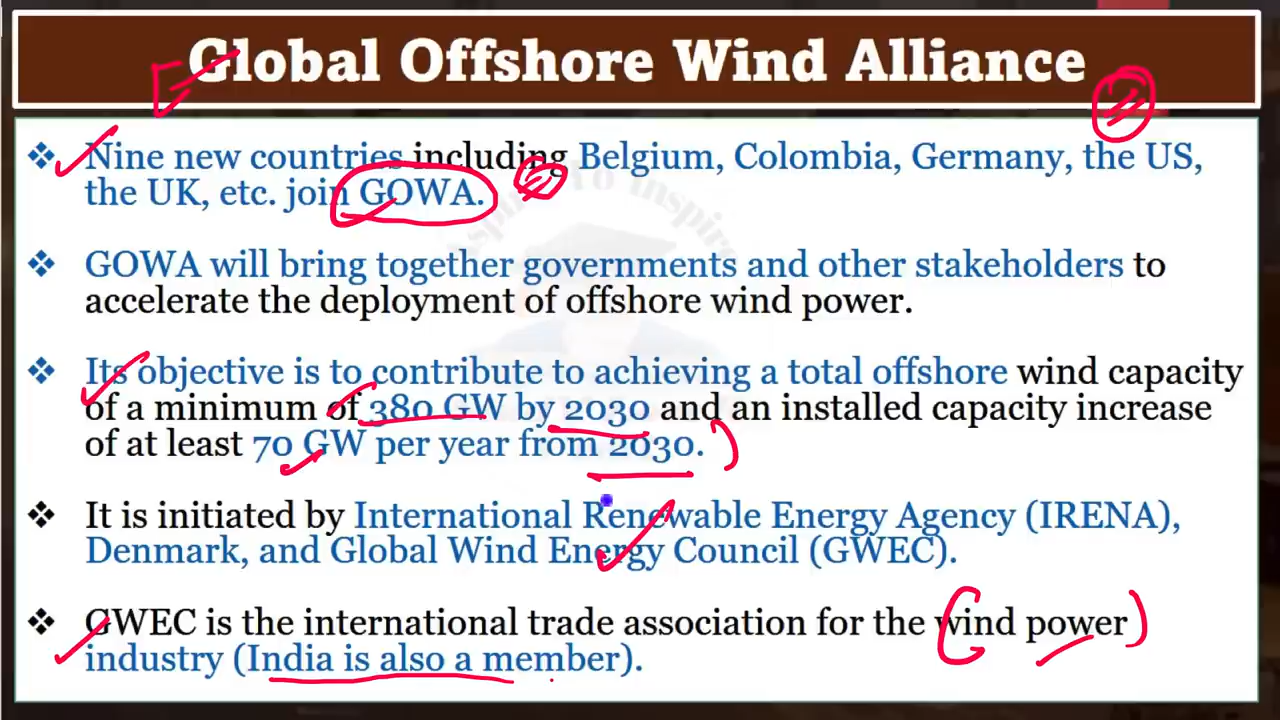 Global Offshore Wind Alliance
❖ Nine new countries including Belgium, Colombia, Germany, the US,
the UK, etc. join GOWA.
❖ GOWA will bring together governments and other stakeholders to
accelerate the deployment of offshore wind power.
❖ Its objective is to contribute to achieving a total offshore wind capacity
of a minimum of 380 GW by 2030 and an installed capacity increase
of at least 70 GW per year from 2030.
❖ It is initiated by International Renewable Energy Agency (IRENA),
Denmark, and Global Wind Energy Council (GWEC).
❖ GWEC is the international trade association for the wind power
industry (India is also a member).
Aspire To Inspire